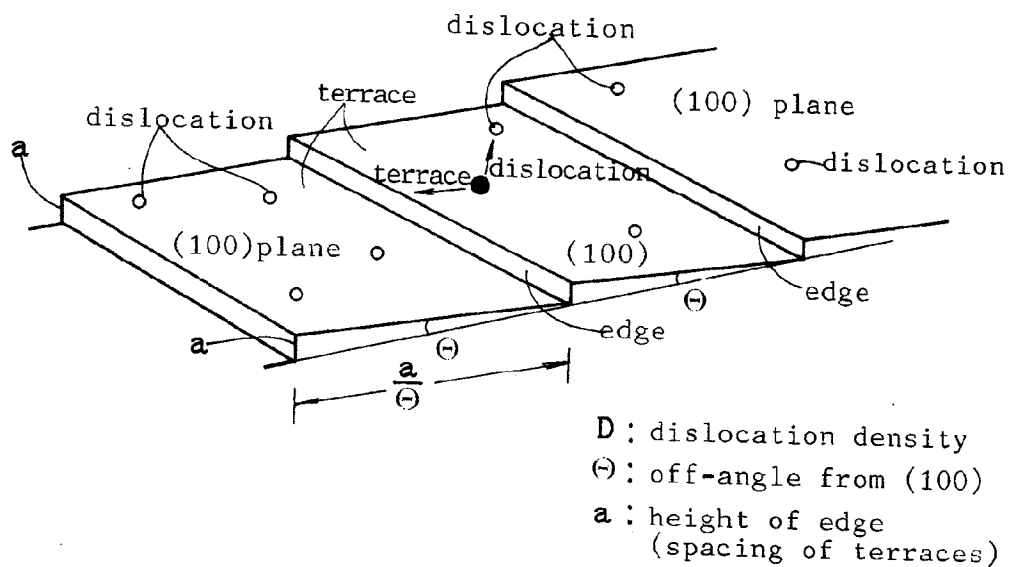 dislocation
terrace
(100) plane
dislocation
a
terrace
dislocation
dislocation
(100)plane
(100)
edge
Θ
a
edge
Θ
a
Θ
D : dislocation density
Θ : off-angle from (100)
a : height of edge
(spacing of terraces)